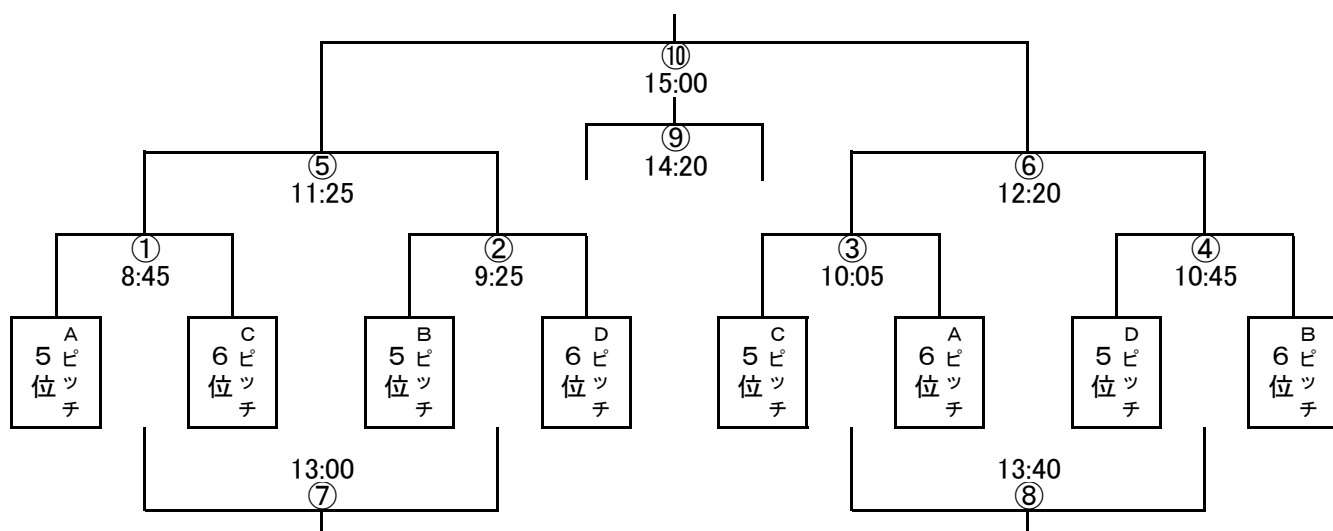 ⑩
15:00
⑨
14:20
⑤
11:25
⑥
12:20
①
8:45
②
9:25
③
10:05
④
10:45
Aピッチ
5位
Cピッチ
6位
Bピッチ
5位
Dピッチ
6位
Cピッチ
5位
Aピッチ
6位
Dピッチ
5位
Bピッチ
6位
13:00
⑦
13:40
⑧